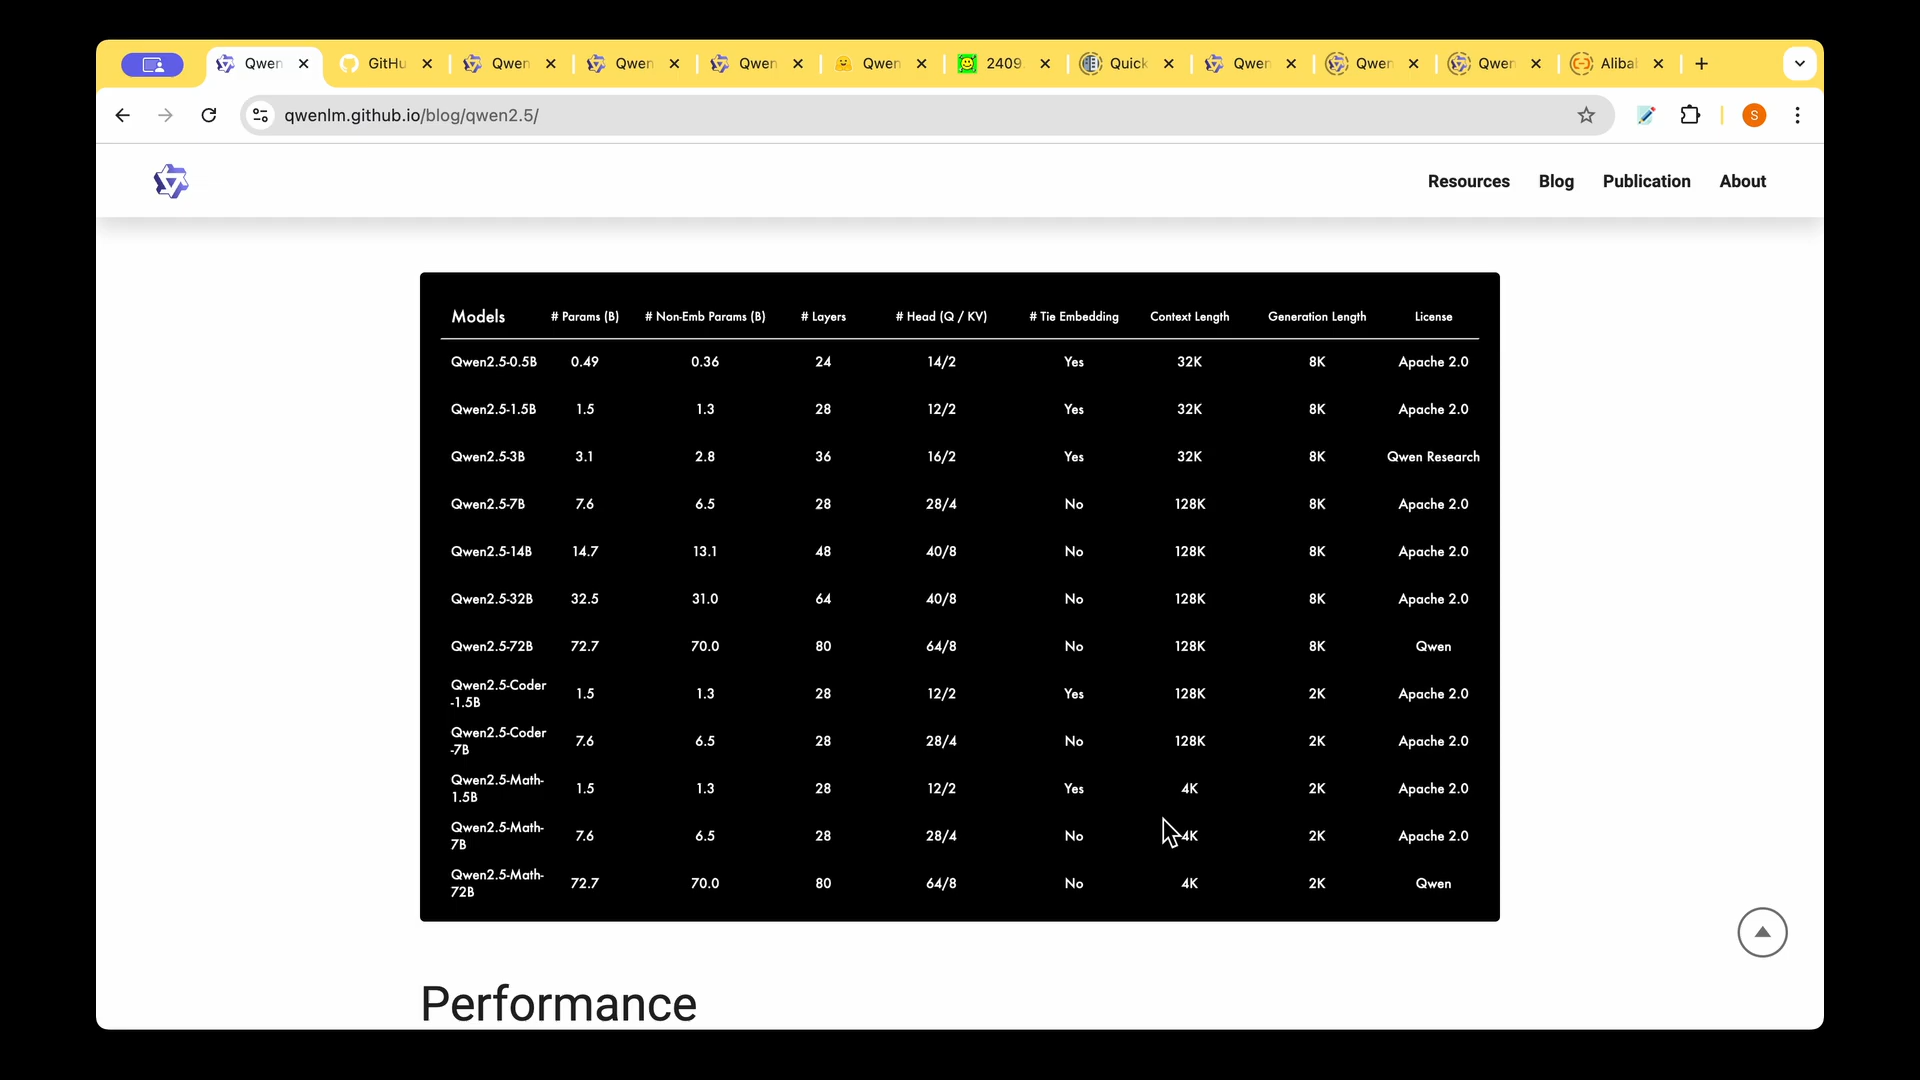 Qwen
GitHu
Qwen
Qwen
Qwen
Qwen
2409.
Quick
Qwen
Qwen
Qwen
Alibal
qwenlm.github.io/blog/qwen2.5/
S
Resources Blog Publication About
Models # Params (B) # Non-Emb Params (B) # Layers # Head (Q / KV) # Tie Embedding Context Length Generation Length License
Qwen2.5-0.5B 0.49 0.36 24 14/2 Yes 32K 8K Apache 2.0
Qwen2.5-1.5B 1.5 1.3 28 12/2 Yes 32K 8K Apache 2.0
Qwen2.5-3B 3.1 2.8 36 16/2 Yes 32K 8K Qwen Research
Qwen2.5-7B 7.6 6.5 28 28/4 No 128K 8K Apache 2.0
Qwen2.5-14B 14.7 13.1 48 40/8 No 128K 8K Apache 2.0
Qwen2.5-32B 32.5 31.0 64 40/8 No 128K 8K Apache 2.0
Qwen2.5-72B 72.7 70.0 80 64/8 No 128K 8K Qwen
Qwen2.5-Coder
-1.5B 1.5 1.3 28 12/2 Yes 128K 2K Apache 2.0
Qwen2.5-Coder
-7B 7.6 6.5 28 28/4 No 128K 2K Apache 2.0
Qwen2.5-Math-
1.5B 1.5 1.3 28 12/2 Yes 4K 2K Apache 2.0
Qwen2.5-Math-
7B 7.6 6.5 28 28/4 No 4K 2K Apache 2.0
Qwen2.5-Math-
72B 72.7 70.0 80 64/8 No 4K 2K Qwen
Performance